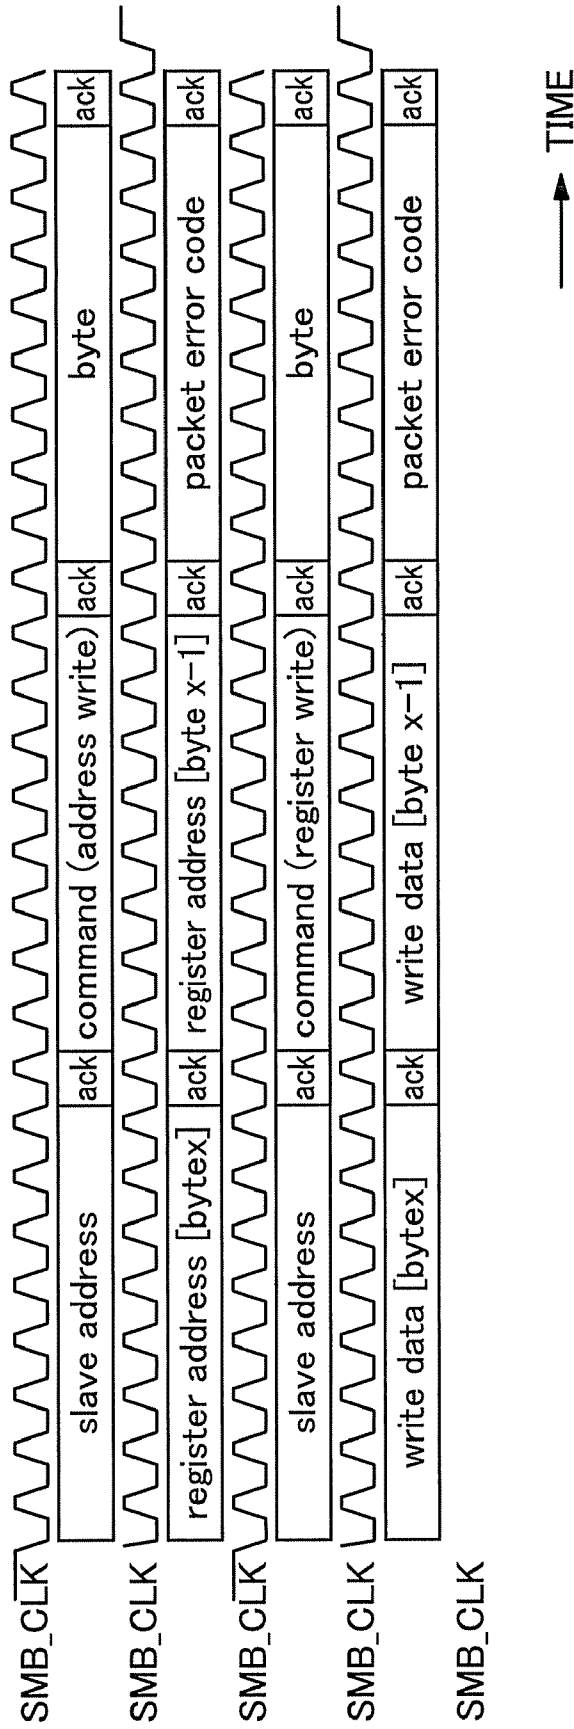 SMB_CLK
slave address ack command (address write) ack byte ack
SMB_CLK
register address [bytex] ack register address [byte x-1] ack packet error code ack
SMB_CLK
slave address ack command (register write) ack byte ack
SMB_CLK
write data [bytex] ack write data [byte x-1] ack packet error code ack
SMB_CLK
TIME